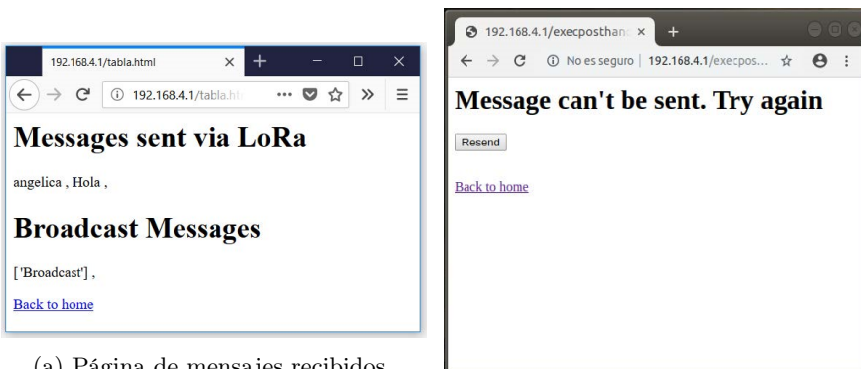 192.168.4.1/tabla.html
192.168.4.1/tabla.h
Messages sent via LoRa
angelica , Hola ,
Broadcast Messages
['Broadcast'] ,
Back to home
(a) Página de mensajes recibidos
192.168.4.1/execposthan
No es seguro | 192.168.4.1/execpos...
Message can't be sent. Try again
Resend
Back to home